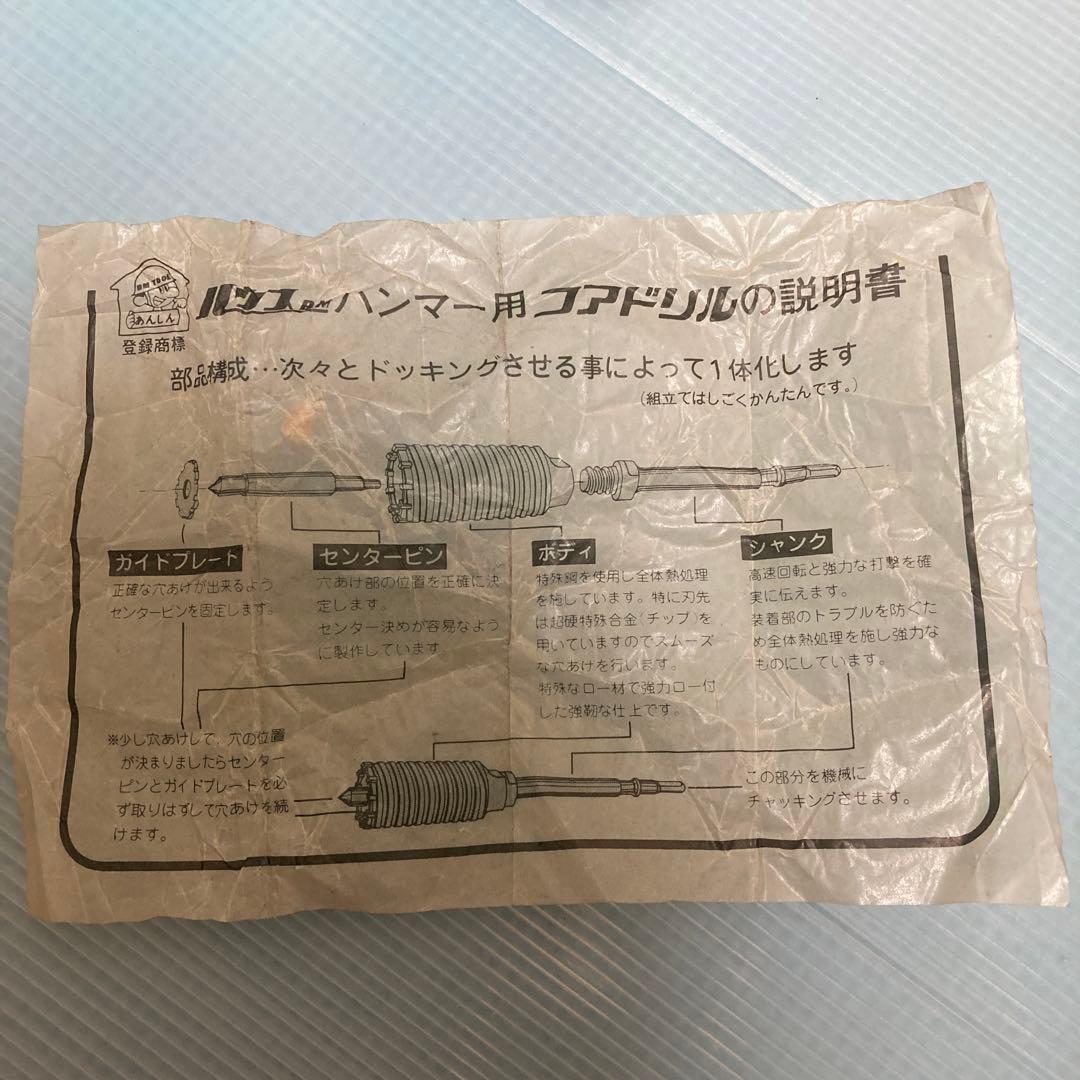 BM TOOL
あんしん
登録商標
ハウスB.M ハンマー用コアドリルの説明書
部品構成…次々とドッキングさせる事によって1体化します
(組立てはしごくかんたんです。)
ガイドプレート
正確な穴あけが出来るよう
センターピンを固定します。
センターピン
穴あけ部の位置を正確に決
定します。
センター決めが容易なよう
に製作しています。
ボディ
特殊鋼を使用し全体熱処理
を施しています。特に刃先
は超硬特殊合金(チップ)を
用いていますのでスムーズ
な穴あけを行います。
特殊なロー材で強力ロー付
した強靭な仕上です。
シャンク
高速回転と強力な打撃を確
実に伝えます。
装着部のトラブルを防ぐた
め全体熱処理を施し強力な
ものにしています。
※少し穴あけして、穴の位置
が決まりましたらセンター
ピンとガイドプレートを必
ず取りはずして穴あけを続
けます。
この部分を機械に
チャッキングさせます。